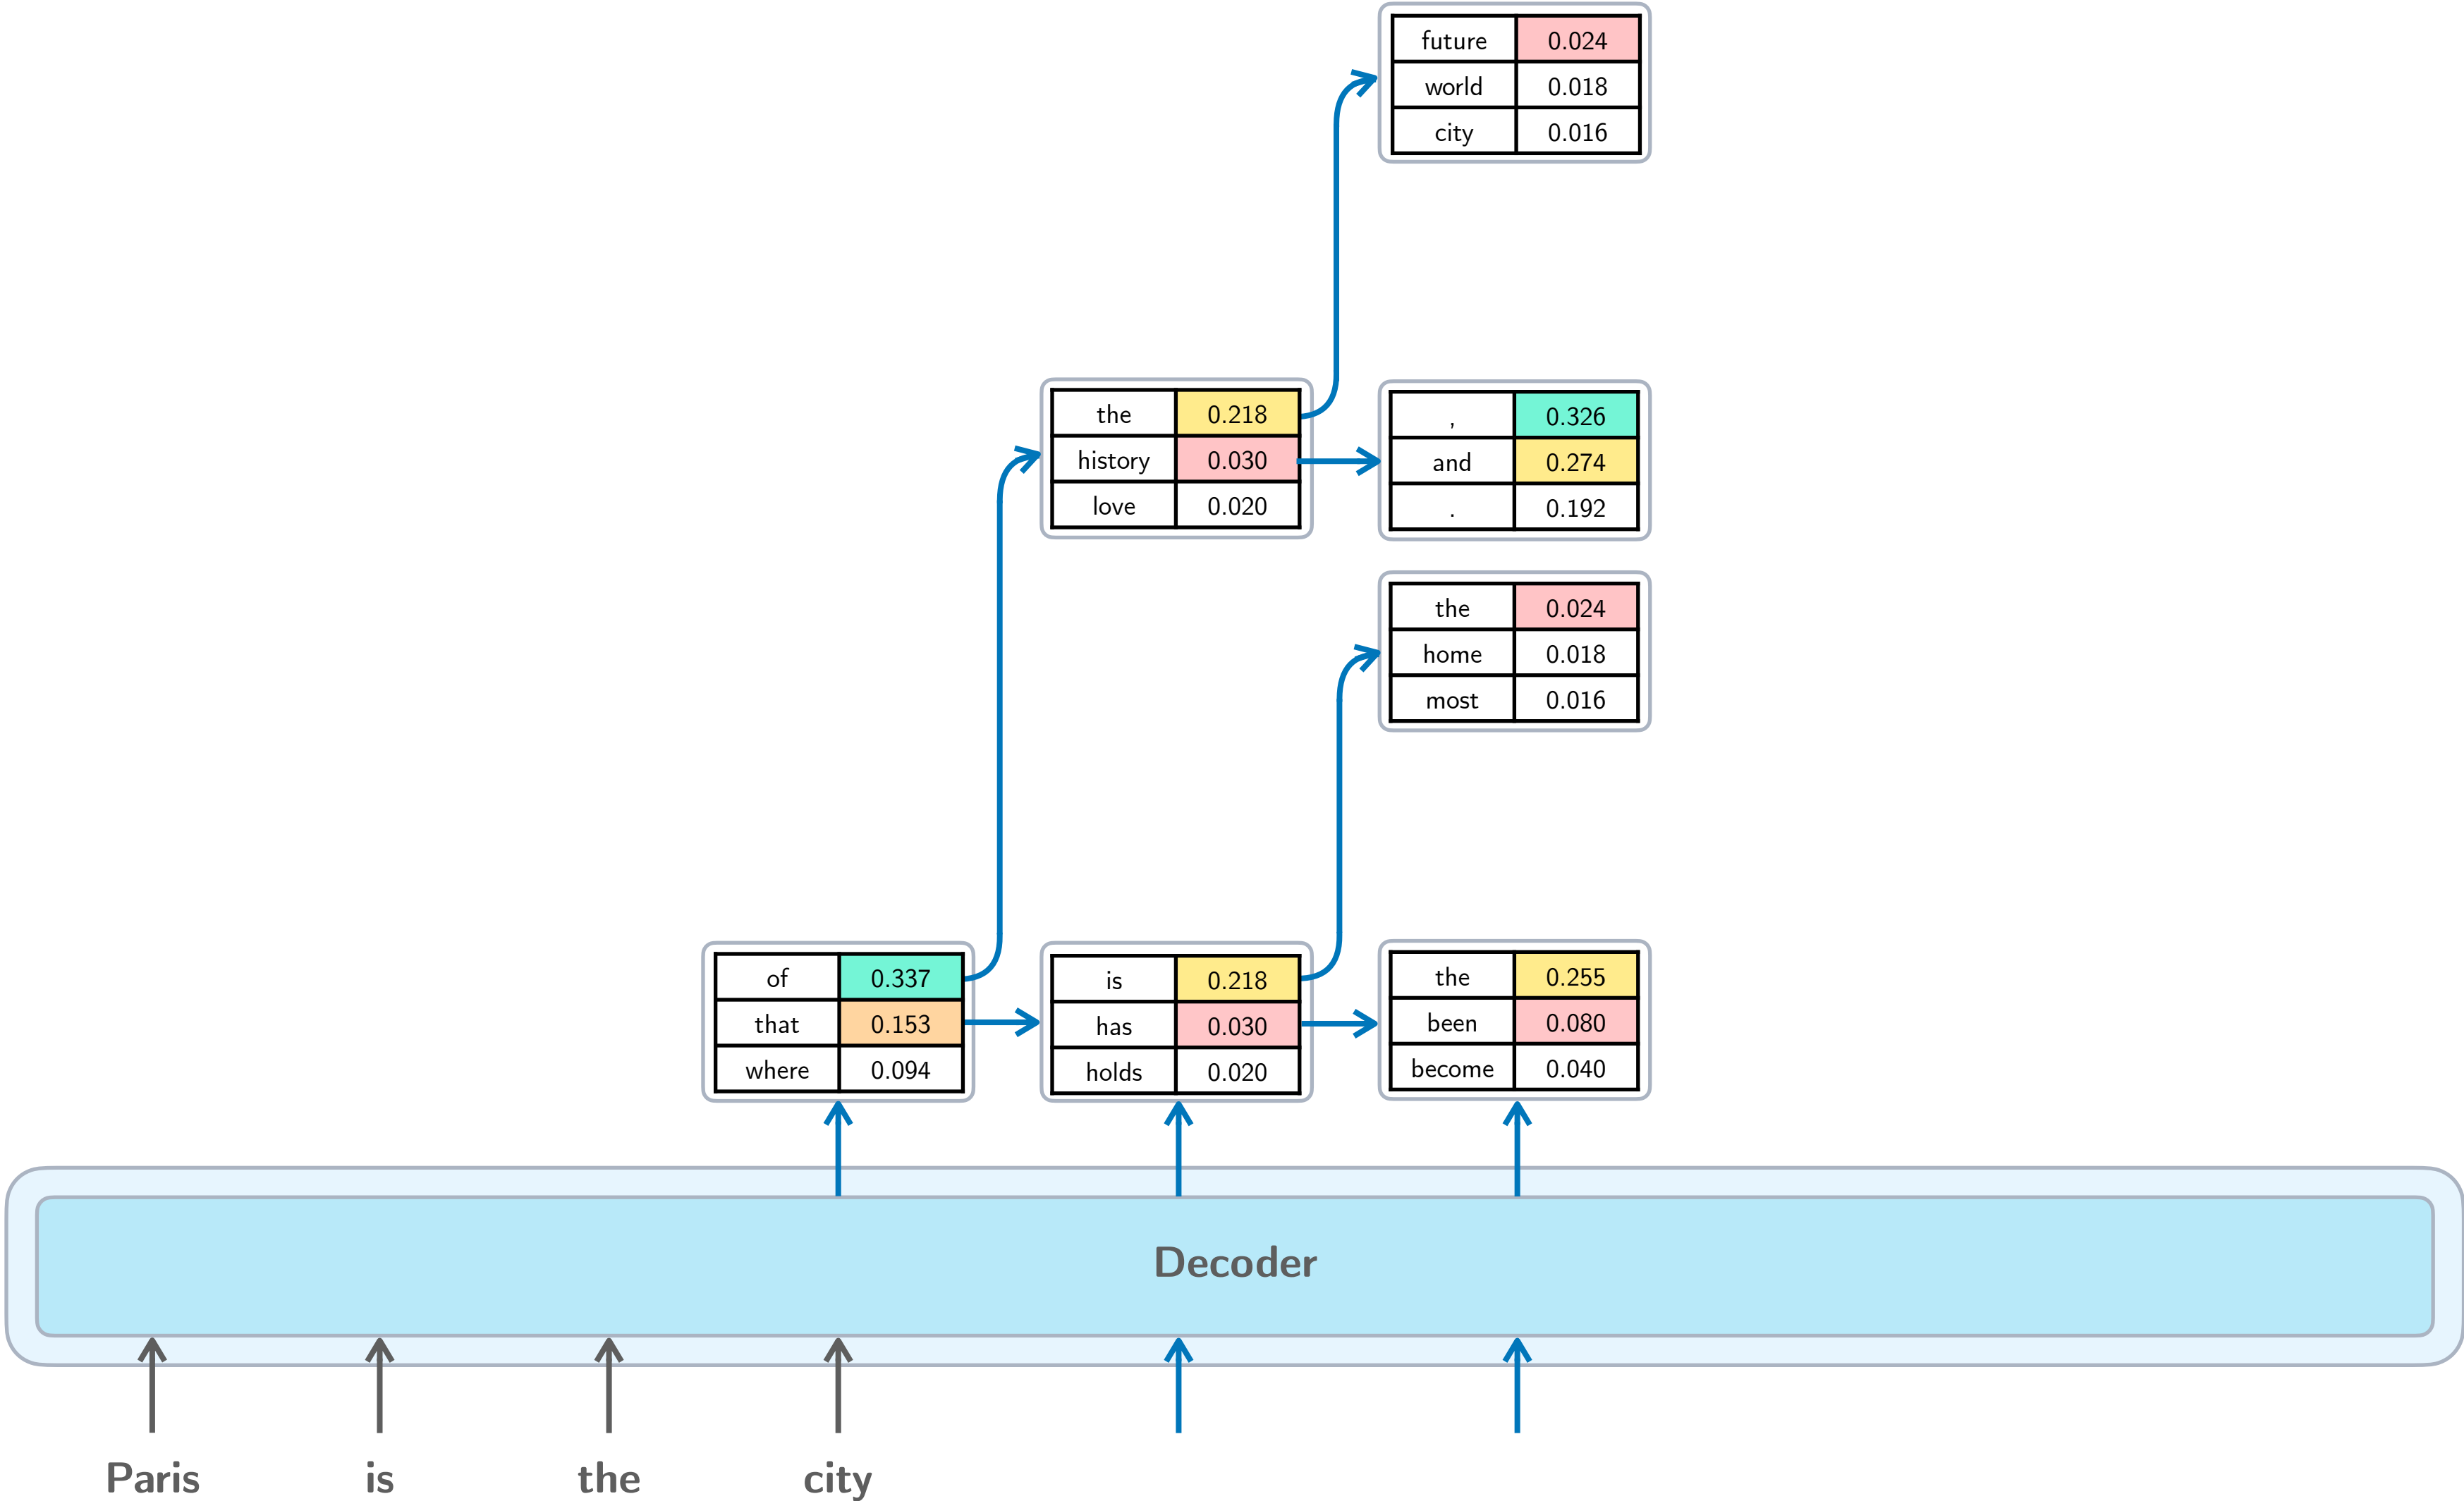 future 0.024
world 0.018
city 0.016
the 0.218
history 0.030
love 0.020
, 0.326
and 0.274
. 0.192
the 0.024
home 0.018
most 0.016
of 0.337
that 0.153
where 0.094
is 0.218
has 0.030
holds 0.020
the 0.255
been 0.080
become 0.040
Decoder
Paris is the city